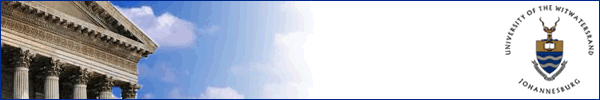 UNIVERSITY OF THE WITWATERSRAND
JOHANNESBURG